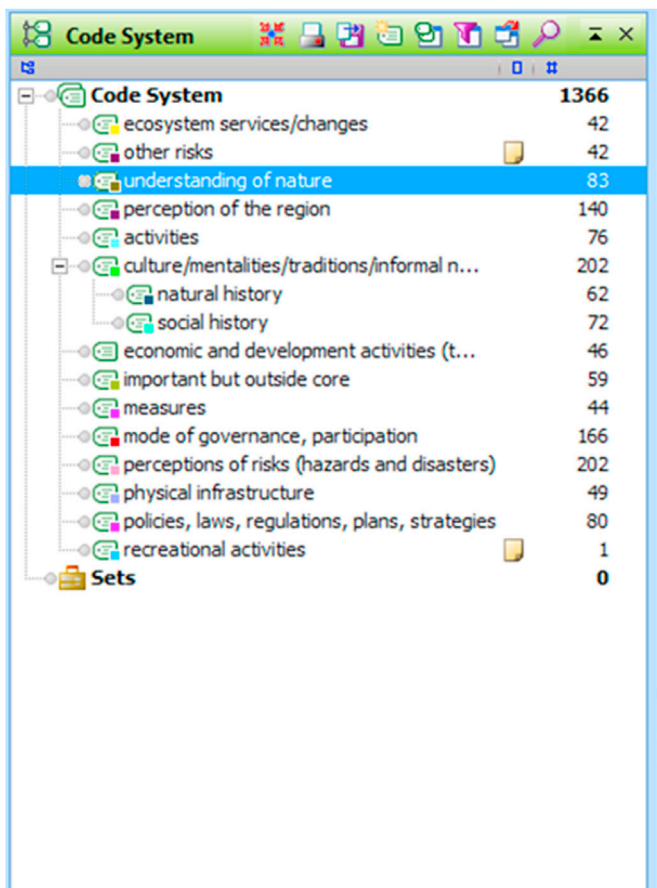 Code System
#
Code System 1366
ecosystem services/changes 42
other risks 42
understanding of nature 83
perception of the region 140
activities 76
culture/mentalities/traditions/informal n... 202
natural history 62
social history 72
economic and development activities (t... 46
important but outside core 59
measures 44
mode of governance, participation 166
perceptions of risks (hazards and disasters) 202
physical infrastructure 49
policies, laws, regulations, plans, strategies 80
recreational activities 1
Sets 0